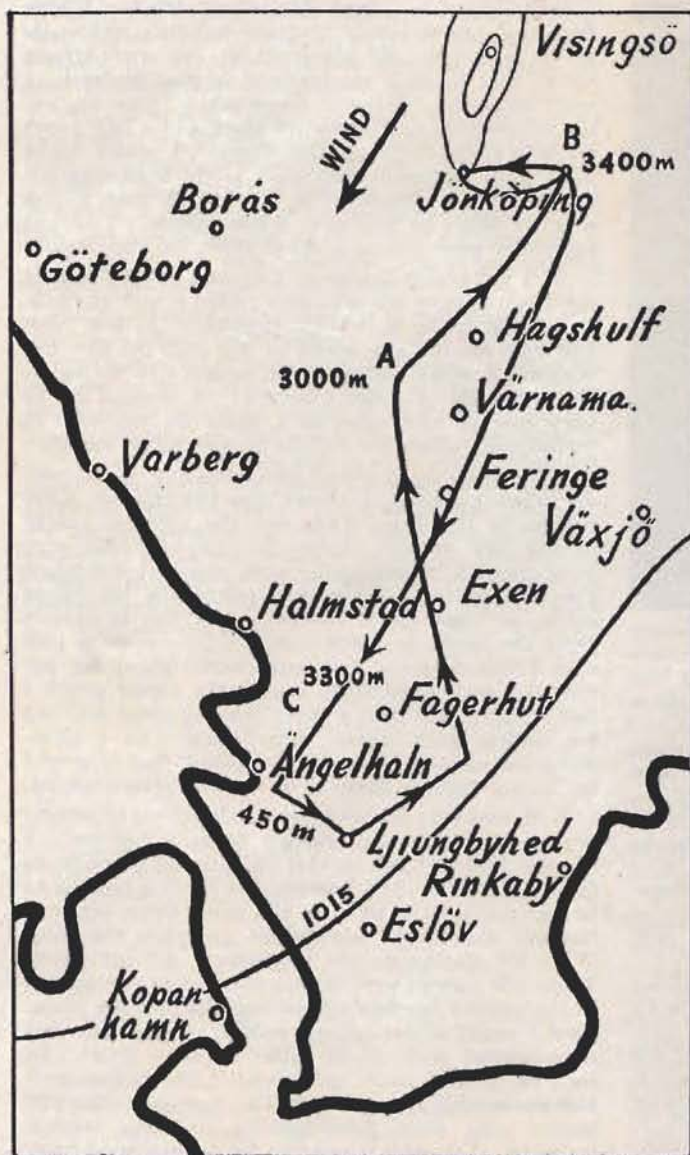 VISINGSÖ
WIND
B
3400m
Jönköping
Borås
Göteborg
Hagshulf
A
3000m
Värnama.
Varberg
Feringe
Växjö
Halmstad
Exen
3300m
C
Fagerhut
Ängelhaln
450m
Ljungbyhed
Rinkaby
1015
Eslöv
Kopan-
hamn